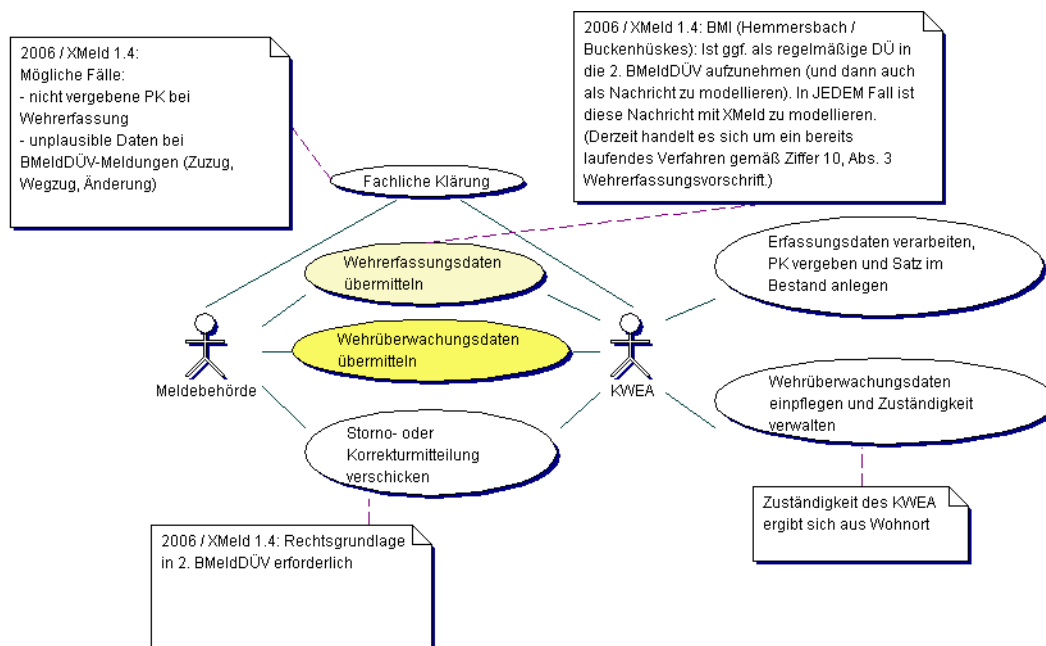 2006 / XMeld 1.4:
Mögliche Fälle:
- nicht vergebene PK bei
Wehrerfassung
- unplausible Daten bei
BMeldDÜV-Meldungen (Zuzug,
Wegzug, Änderung)
2006 / XMeld 1.4: BMI (Hemmersbach /
Buckenhüskes): Ist ggf. als regelmäßige DÜ in
die 2. BMeldDÜV aufzunehmen (und dann auch
als Nachricht zu modellieren). In JEDEM Fall ist
diese Nachricht mit XMeld zu modellieren.
(Derzeit handelt es sich um ein bereits
laufendes Verfahren gemäß Ziffer 10, Abs. 3
Wehrerfassungsvorschrift.)
Fachliche Klärung
Wehrerfassungsdaten
übermitteln
Erfassungsdaten verarbeiten,
PK vergeben und Satz im
Bestand anlegen
Wehrüberwachungsdaten
übermitteln
Meldebehörde
KWEA
Wehrüberwachungsdaten
einpflegen und Zuständigkeit
verwalten
Storno- oder
Korrekturmitteilung
verschicken
Zuständigkeit des KWEA
ergibt sich aus Wohnort
2006 / XMeld 1.4: Rechtsgrundlage
in 2. BMeldDÜV erforderlich